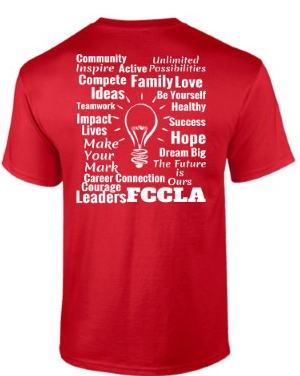 Community Unlimited
Inspire Active Possibilities
Compete Family Love
Ideas Be Yourself
Teamwork Healthy
Impact Success
Lives Hope
Make Dream Big
Your The Future
Mark is
Career Connection Ours
Courage
Leaders FCCLA